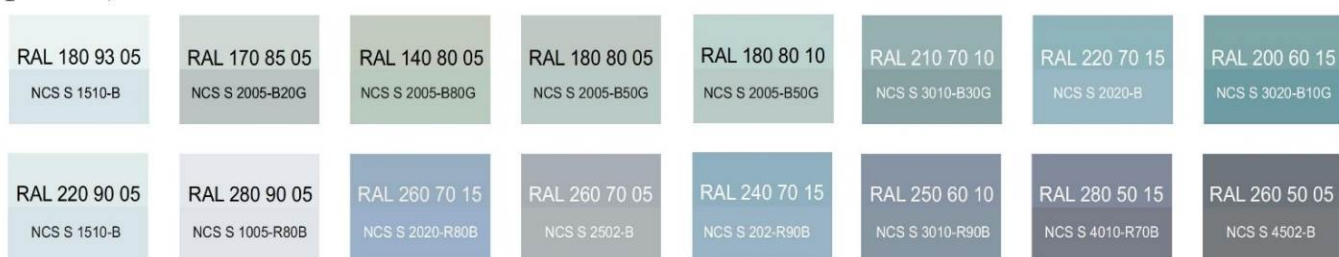 RAL 180 93 05
NCS S 1510-B
RAL 170 85 05
NCS S 2005-B20G
RAL 140 80 05
NCS S 2005-B80G
RAL 180 80 05
NCS S 2005-B50G
RAL 180 80 10
NCS S 2005-B50G
RAL 210 70 10
NCS S 3010-B30G
RAL 220 70 15
NCS S 2020-B
RAL 200 60 15
NCS S 3020-B10G
RAL 220 90 05
NCS S 1510-B
RAL 280 90 05
NCS S 1005-R80B
RAL 260 70 15
NCS S 2020-R80B
RAL 260 70 05
NCS S 2502-B
RAL 240 70 15
NCS S 202-R90B
RAL 250 60 10
NCS S 3010-R90B
RAL 280 50 15
NCS S 4010-R70B
RAL 260 50 05
NCS S 4502-B